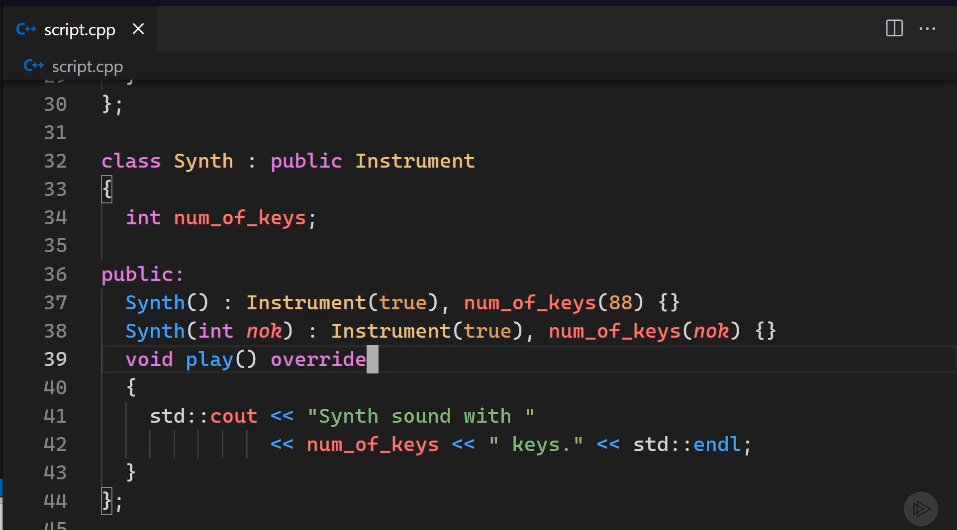 script.cpp
script.cpp
30 };
31
32 class Synth : public Instrument
33 {
34   int num_of_keys;
35
36 public:
37   Synth() : Instrument(true), num_of_keys(88) {}
38   Synth(int nok) : Instrument(true), num_of_keys(nok) {}
39   void play() override
40   {
41     std::cout << "Synth sound with "
42               << num_of_keys << " keys." << std::endl;
43   }
44 };